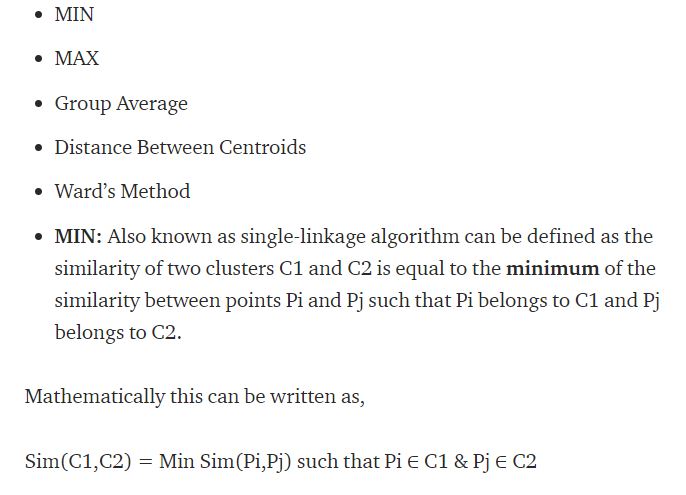 • MIN
• MAX
• Group Average
• Distance Between Centroids
• Ward’s Method
• MIN: Also known as single-linkage algorithm can be defined as the
similarity of two clusters C1 and C2 is equal to the minimum of the
similarity between points Pi and Pj such that Pi belongs to C1 and Pj
belongs to C2.
Mathematically this can be written as,
Sim(C1,C2) = Min Sim(Pi,Pj) such that Pi ∈ C1 & Pj ∈ C2